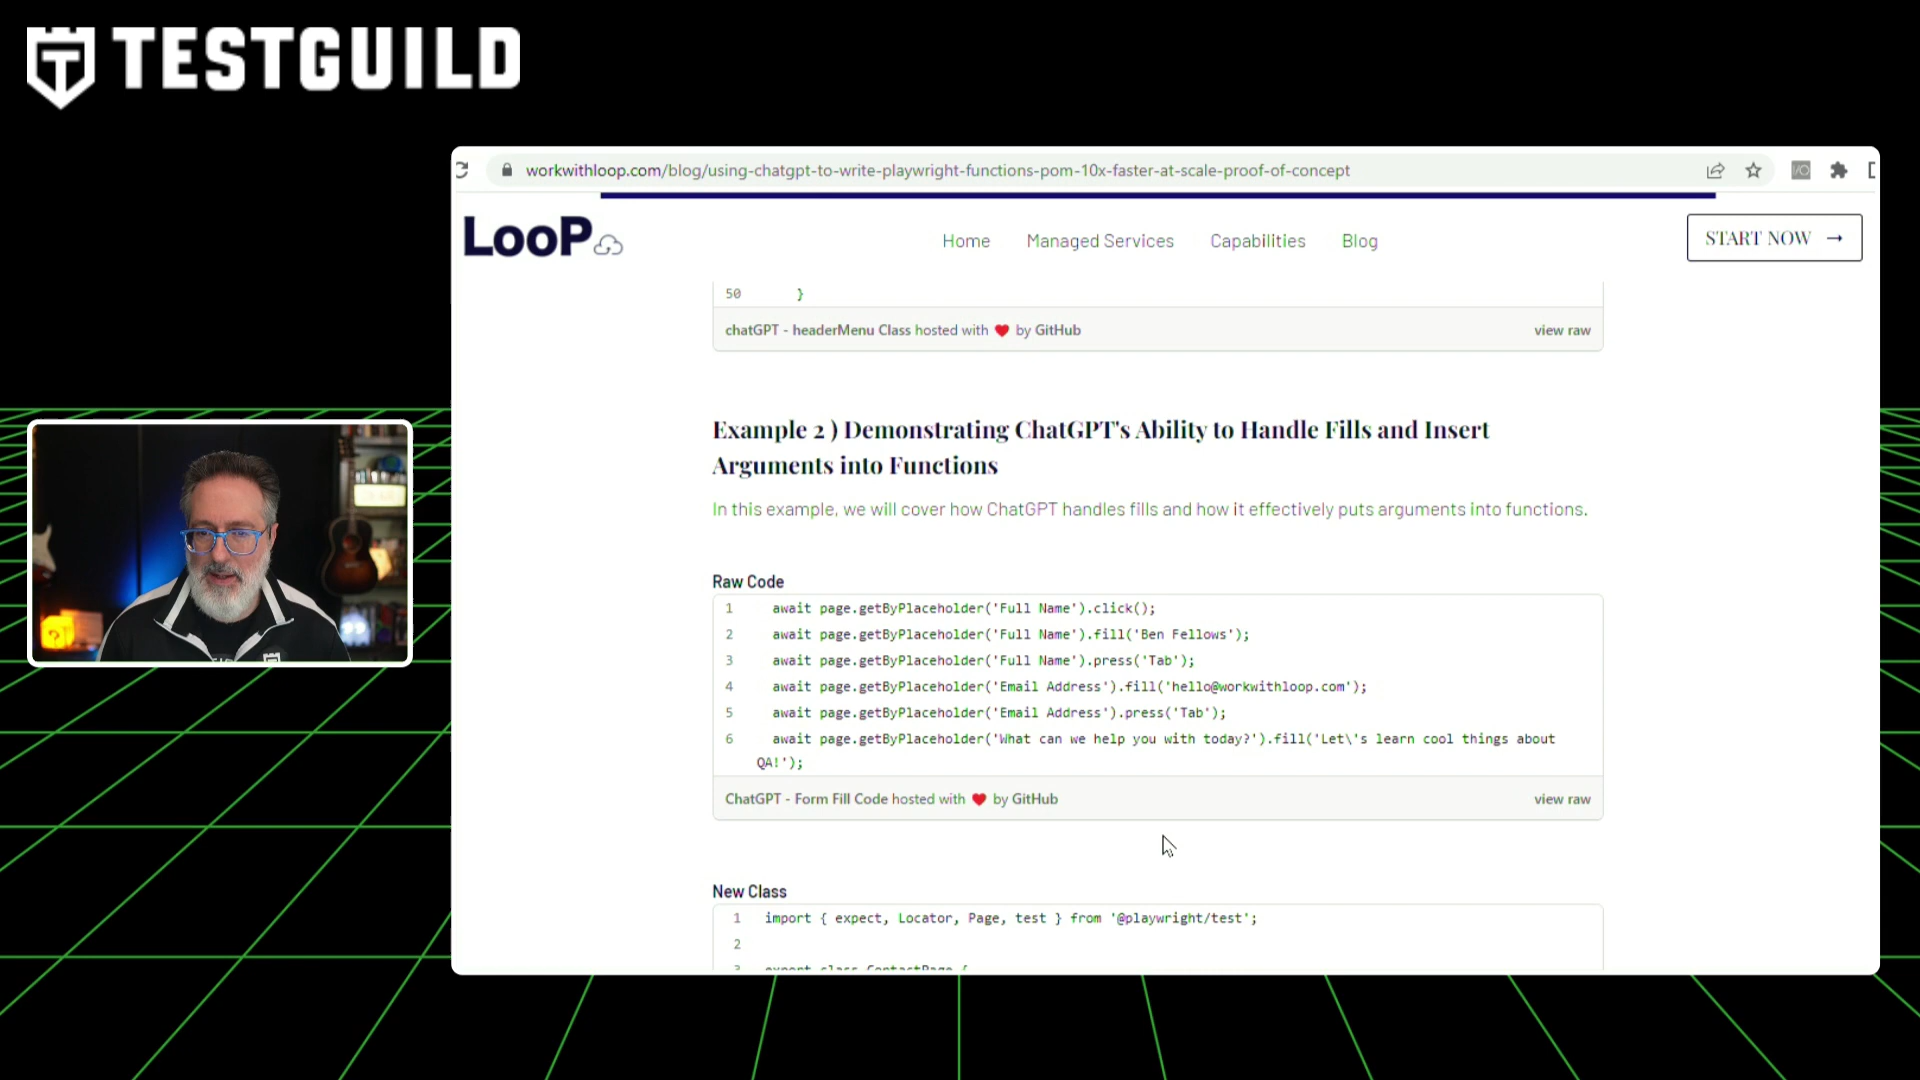 TESTGUILD
workwithloop.com/blog/using-chatgpt-to-write-playwright-functions-pom-10x-faster-at-scale-proof-of-concept
I/O
LooP
Home
Managed Services
Capabilities
Blog
START NOW →
50 }
chatGPT - headerMenu Class hosted with ❤ by GitHub
view raw
Example 2 ) Demonstrating ChatGPT's Ability to Handle Fills and Insert
Arguments into Functions
In this example, we will cover how ChatGPT handles fills and how it effectively puts arguments into functions.
Raw Code
1 await page.getByPlaceholder('Full Name').click();
2 await page.getByPlaceholder('Full Name').fill('Ben Fellows');
3 await page.getByPlaceholder('Full Name').press('Tab');
4 await page.getByPlaceholder('Email Address').fill('hello@workwithloop.com');
5 await page.getByPlaceholder('Email Address').press('Tab');
6 await page.getByPlaceholder('What can we help you with today?').fill('Let\'s learn cool things about
QA!');
ChatGPT - Form Fill Code hosted with ❤ by GitHub
view raw
New Class
1 import { expect, Locator, Page, test } from '@playwright/test';
2
3 export class ContactPage {